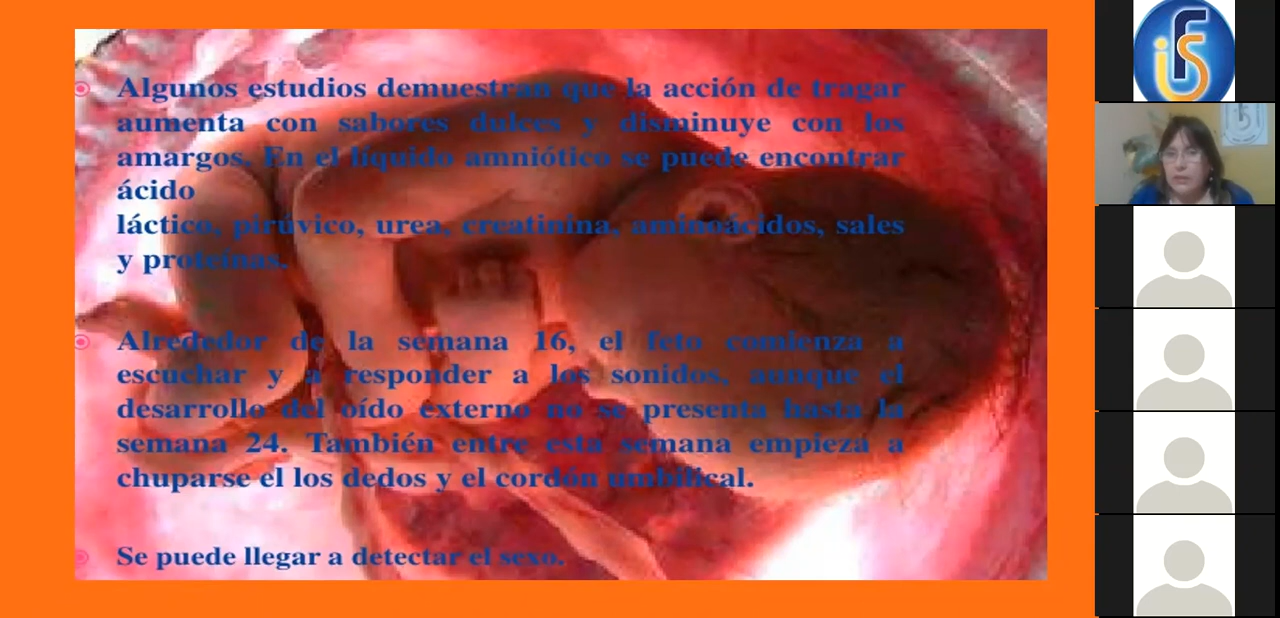 Algunos estudios demuestran que la acción de tragar
aumenta con sabores dulces y disminuye con los
amargos. En el líquido amniótico se puede encontrar
ácido
láctico, pirúvico, urea, creatinina, aminoácidos, sales
y proteínas.
Alrededor de la semana 16, el feto comienza a
escuchar y a responder a los sonidos, aunque el
desarrollo del oído externo no se presenta hasta la
semana 24. También entre esta semana empieza a
chuparse el los dedos y el cordón umbilical.
Se puede llegar a detectar el sexo.
ifs